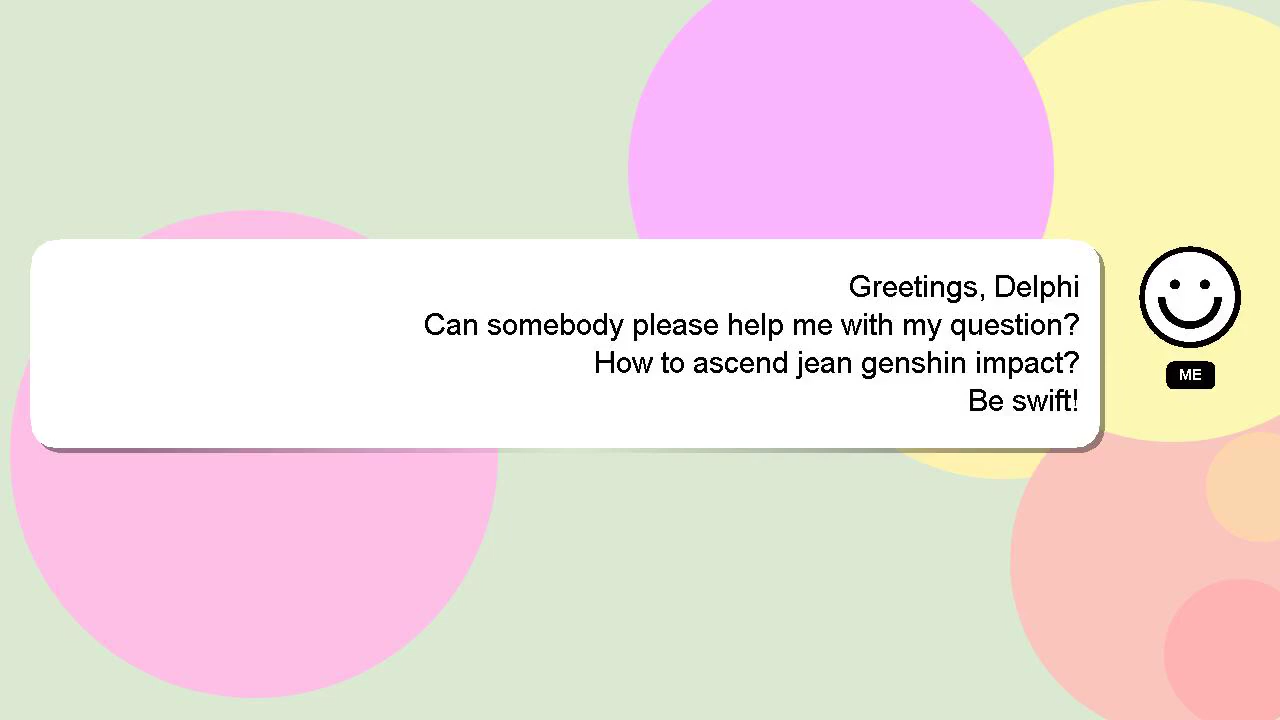 Greetings, Delphi
Can somebody please help me with my question?
How to ascend jean genshin impact?
Be swift!
ME